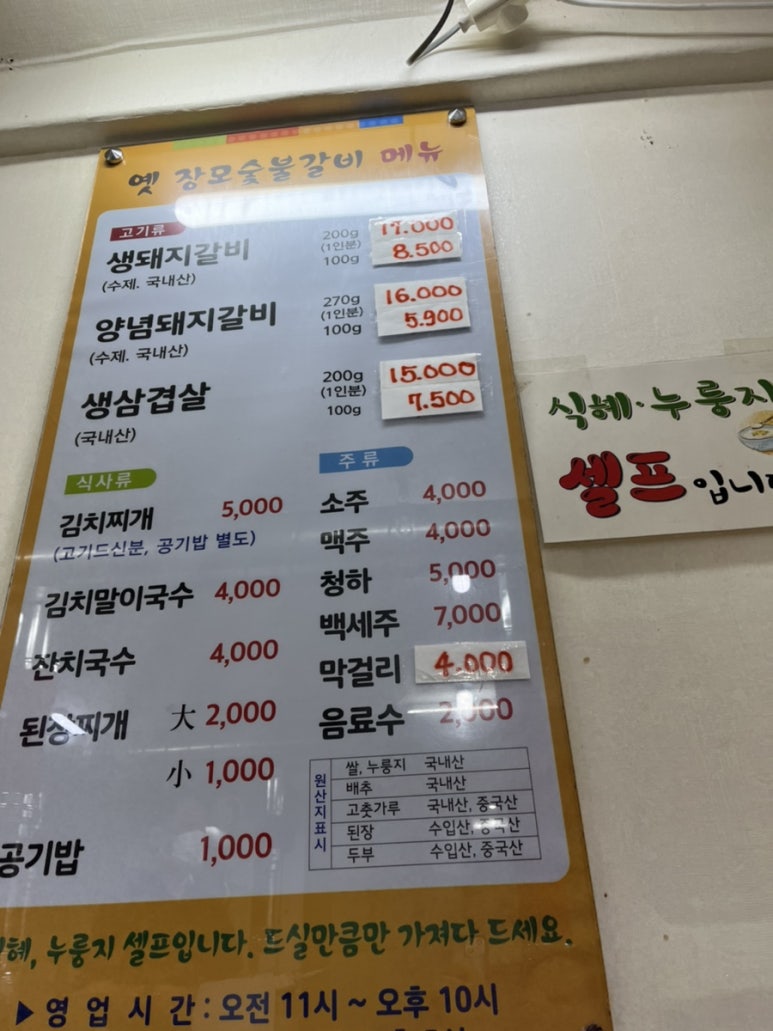 옛 장모숯불갈비 메뉴
고기류
생돼지갈비 200g (1인분) 17.000
100g 8.500
(수제. 국내산)
양념돼지갈비 270g (1인분) 16.000
100g 5.900
(수제. 국내산)
생삼겹살 200g (1인분) 15.000
100g 7.500
(국내산)
식사류
김치찌개 5,000
(고기드신분, 공기밥 별도)
김치말이국수 4,000
잔치국수 4,000
된장찌개 大 2,000
小 1,000
공기밥 1,000
주류
소주 4,000
맥주 4,000
청하 5,000
백세주 7,000
막걸리 4.000
음료수 2,000
원산지표시
쌀, 누룽지 국내산
배추 국내산
고춧가루 국내산, 중국산
된장 수입산, 중국산
두부 수입산, 중국산
혜, 누룽지 셀프입니다. 드실만큼만 가져다 드세요.
▶영 업 시 간 : 오전 11시 ~ 오후 10시
식혜·누룽지
셀프입니